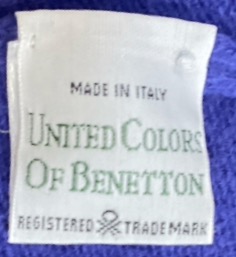 MADE IN ITALY
UNITED COLORS
OF BENETTON
REGISTERED TRADE MARK